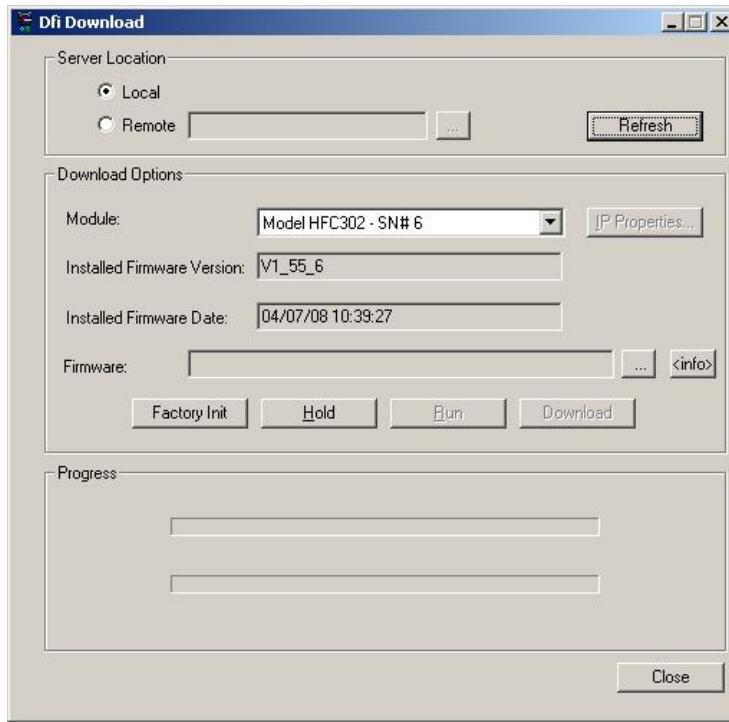 Dfi Download
Server Location
Local
Remote ... Refresh
Download Options
Module: Model HFC302 - SN# 6 IP Properties...
Installed Firmware Version: V1_55_6
Installed Firmware Date: 04/07/08 10:39:27
Firmware: ... <info>
Factory Init Hold Run Download
Progress
Close